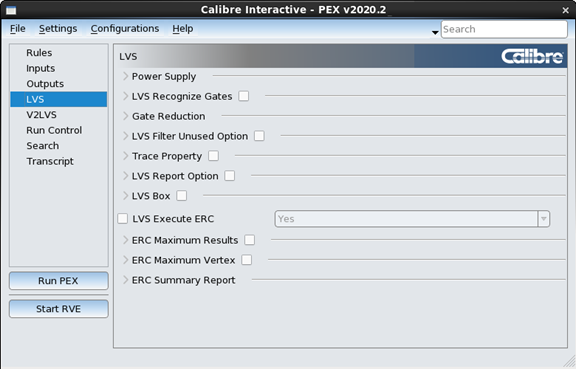 Calibre Interactive - PEX v2020.2
File Settings Configurations Help Search
Rules
Inputs
Outputs
LVS
V2LVS
Run Control
Search
Transcript
Run PEX
Start RVE
LVS Calibre
Power Supply
LVS Recognize Gates
Gate Reduction
LVS Filter Unused Option
Trace Property
LVS Report Option
LVS Box
LVS Execute ERC Yes
ERC Maximum Results
ERC Maximum Vertex
ERC Summary Report